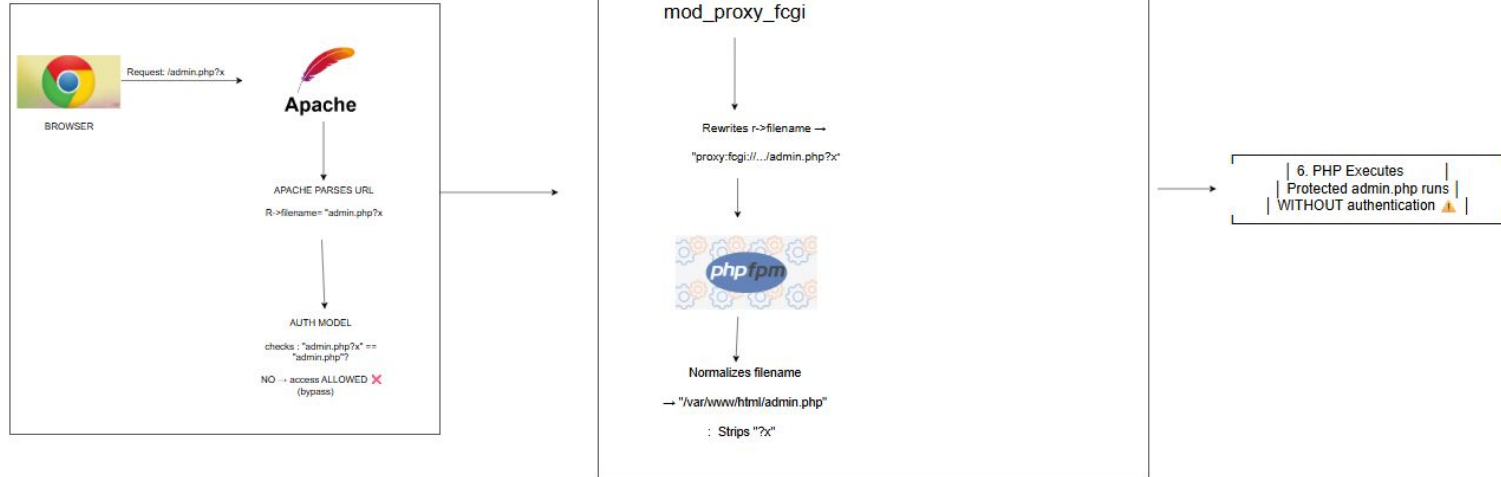 Request: /admin.php?x
BROWSER
Apache
APACHE PARSES URL
R->filename= "admin.php?x
AUTH MODEL
checks : "admin.php?x" ==
"admin.php"?
NO → access ALLOWED ❌
(bypass)
mod_proxy_fcgi
Rewrites r->filename →
"proxy:fcgi://.../admin.php?x"
phpfpm
Normalizes filename
→ "/var/www/html/admin.php"
: Strips "?x"
| 6. PHP Executes |
| Protected admin.php runs |
| WITHOUT authentication ⚠️ |